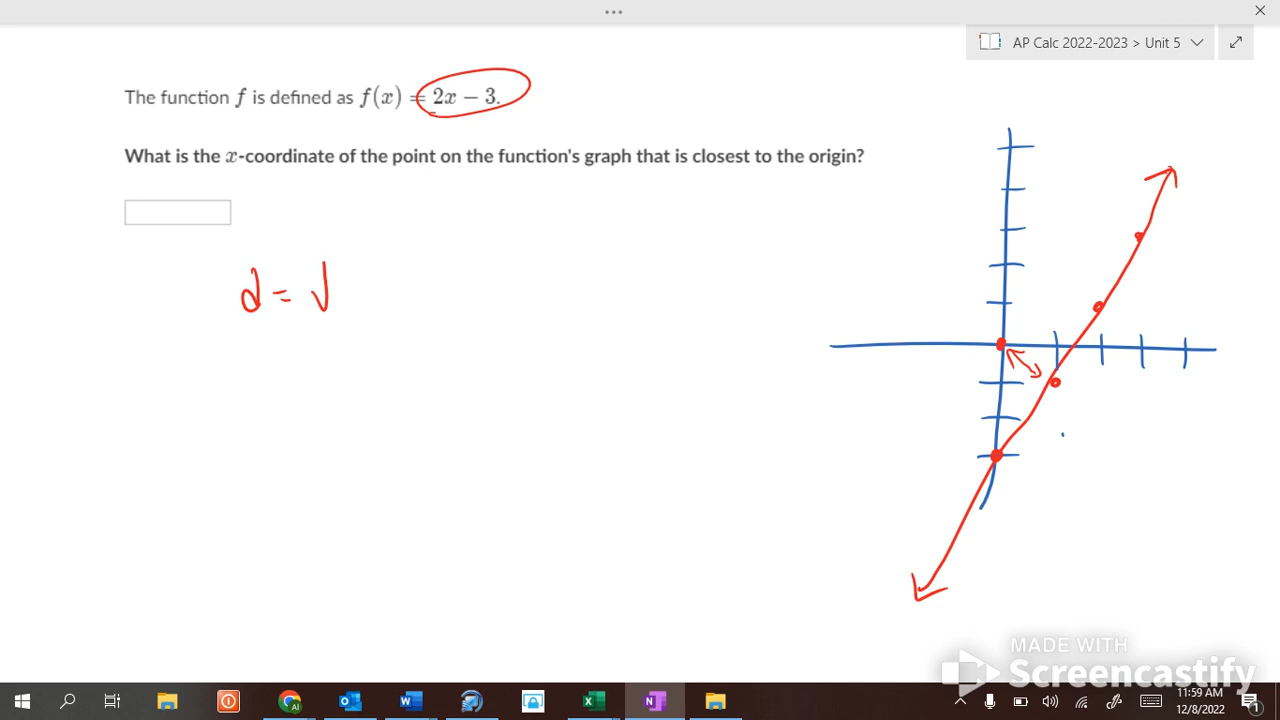 AP Calc 2022-2023 > Unit 5
The function f is defined as f(x) = 2x − 3.
What is the x-coordinate of the point on the function's graph that is closest to the origin?
d = √
MADE WITH
Screencastify
11:59 AM
12/8/2022
1